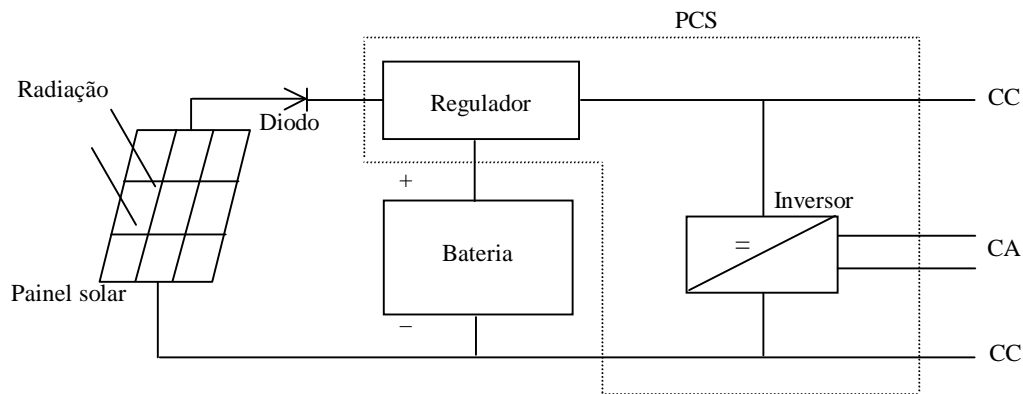 PCS
Radiação
Regulador
CC
Diodo
+
Inversor
=
Bateria
CA
Painel solar
−
CC